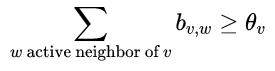 ∑ b_{v,w} ≥ θ_v
w active neighbor of v